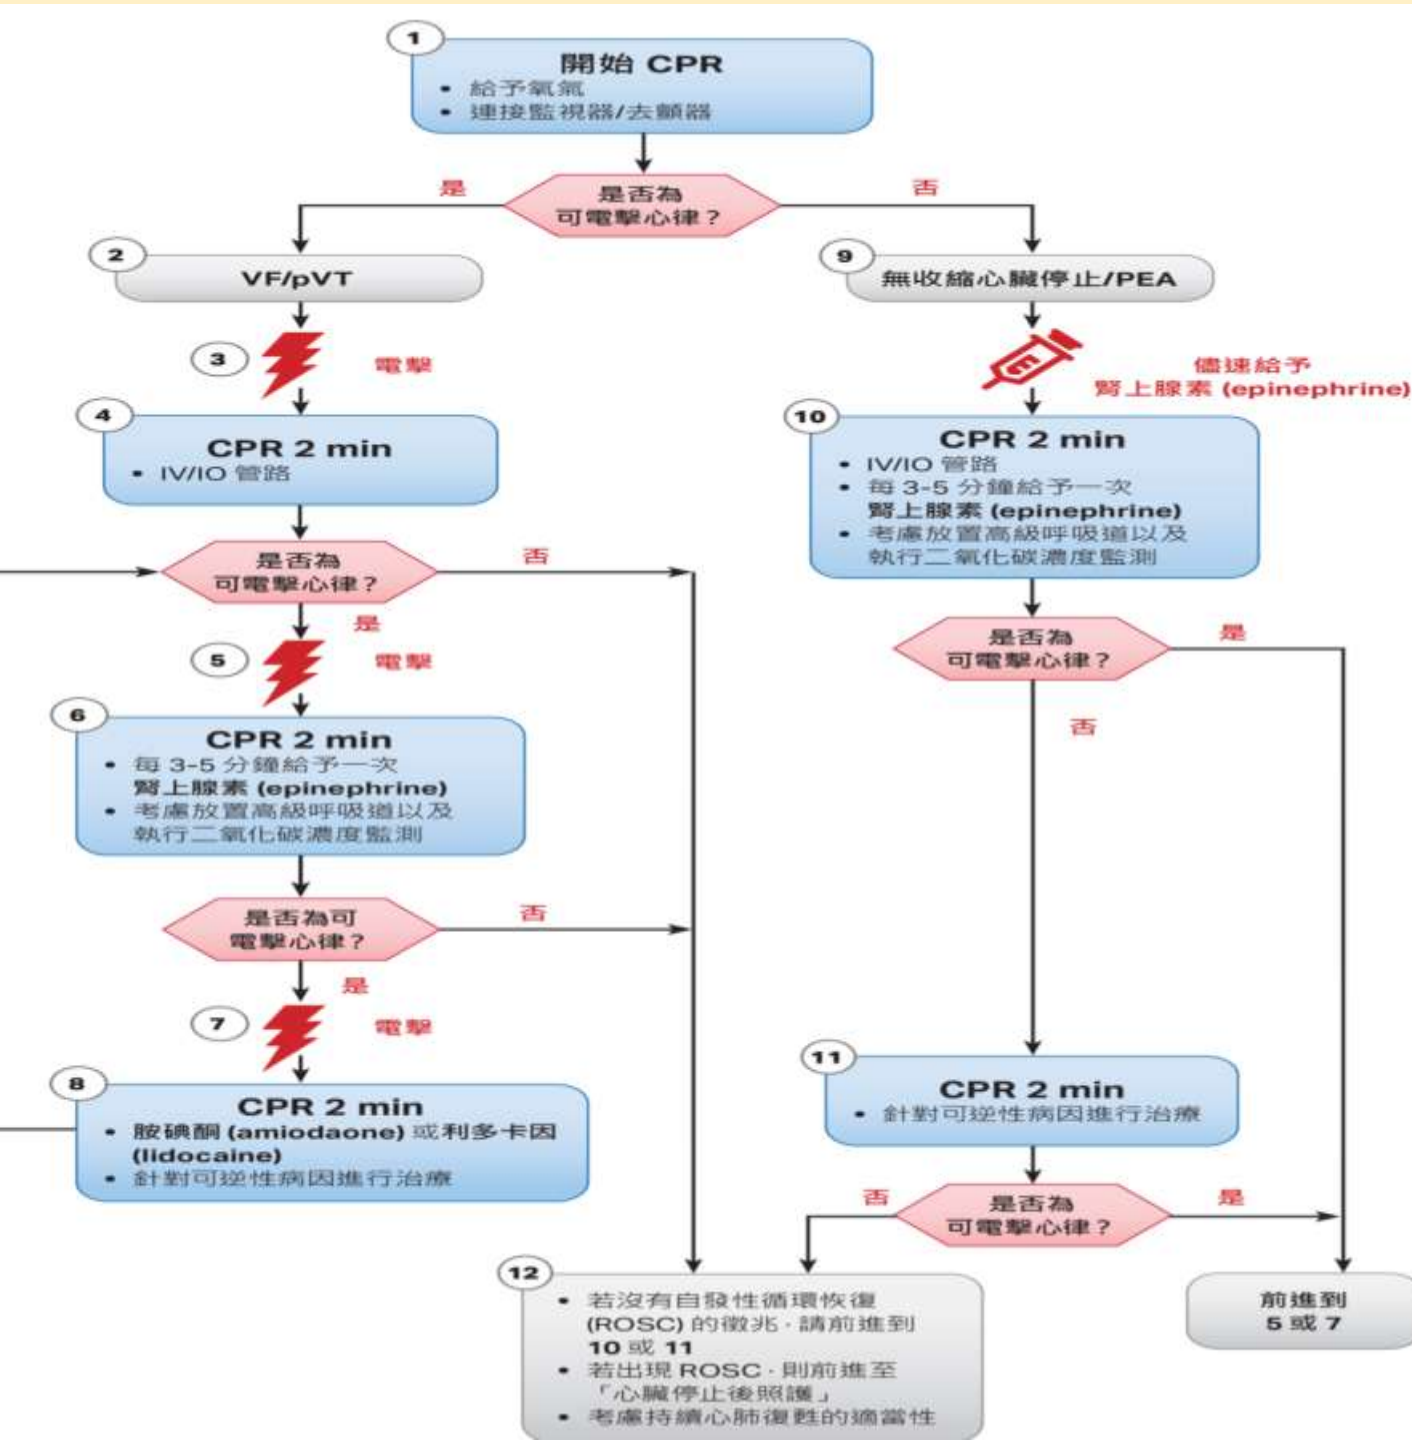 1
開始 CPR
• 給予氧氣
• 連接監視器/去顫器
是否為
可電擊心律？
是
否
2
VF/pVT
3
電擊
4
CPR 2 min
• IV/IO 管路
是否為
可電擊心律？
否
是
5
電擊
6
CPR 2 min
• 每 3-5 分鐘給予一次
腎上腺素 (epinephrine)
• 考慮放置高級呼吸道以及
執行二氧化碳濃度監測
是否為可
電擊心律？
否
是
7
電擊
8
CPR 2 min
• 胺碘酮 (amiodaone) 或利多卡因
(lidocaine)
• 針對可逆性病因進行治療
9
無收縮心臟停止/PEA
E
儘速給予
腎上腺素 (epinephrine)
10
CPR 2 min
• IV/IO 管路
• 每 3-5 分鐘給予一次
腎上腺素 (epinephrine)
• 考慮放置高級呼吸道以及
執行二氧化碳濃度監測
是否為
可電擊心律？
是
否
11
CPR 2 min
• 針對可逆性病因進行治療
是否為
可電擊心律？
否
是
12
• 若沒有自發性循環恢復
(ROSC) 的徵兆，請前進到
10 或 11
• 若出現 ROSC，則前進至
「心臟停止後照護」
• 考慮持續心肺復甦的適當性
前進到
5 或 7